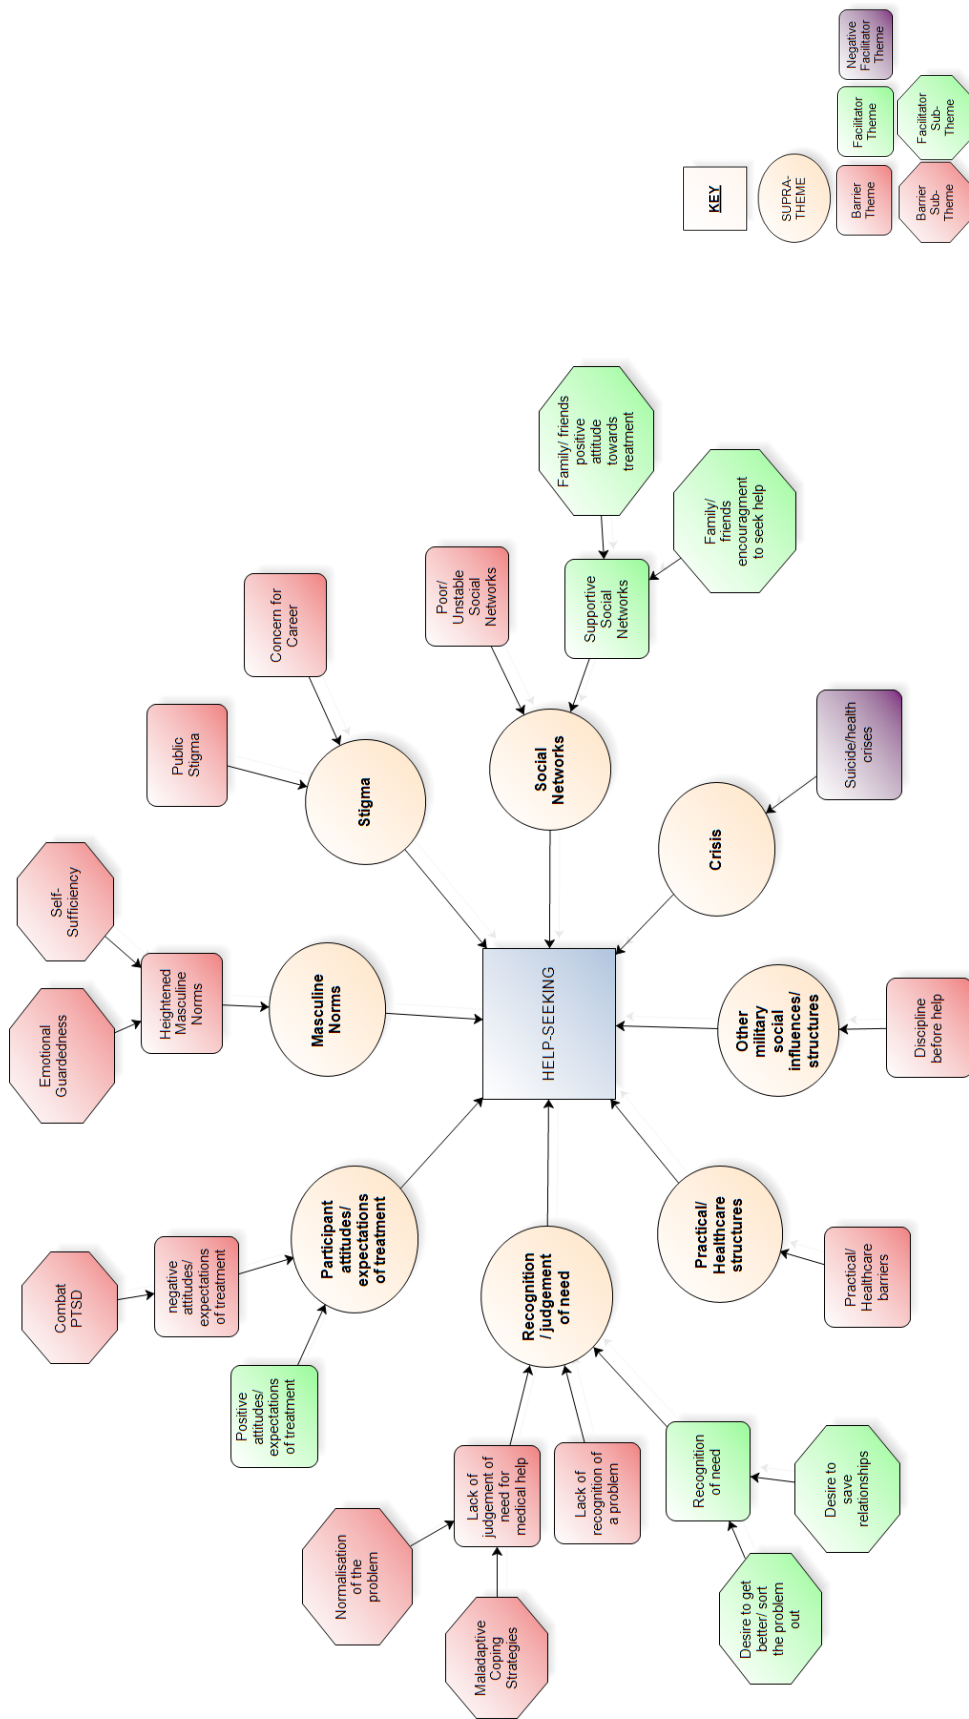 Combat
PTSD
Emotional
Guardedness
Self-
Sufficiency
negative
attitudes/
expectations
of treatment
Heightened
Masculine
Norms
Public
Stigma
Positive
attitudes/
expectations
of treatment
Concern for
Career
Normalisation
of the
problem
Participant
attitudes/
expectations
of treatment
Masculine
Norms
Stigma
Lack of
judgement of
need for
medical help
Maladaptive
Coping
Strategies
Poor/
Unstable
Social
Networks
Lack of
recognition of
a problem
Recognition
/ judgement
of need
HELP-SEEKING
Social
Networks
Supportive
Social
Networks
Family/ friends
positive
attitude
towards
treatment
Family/
friends
encouragment
to seek help
Recognition
of need
Desire to get
better/ sort
the problem
out
Desire to
save
relationships
Practical/
Healthcare
structures
Other
military
social
influences/
structures
Crisis
Practical/
Healthcare
barriers
Discipline
before help
Suicide/health
crises
KEY
SUPRA-
THEME
Barrier
Theme
Facilitator
Theme
Negative
Facilitator
Theme
Barrier
Sub-
Theme
Facilitator
Sub-
Theme